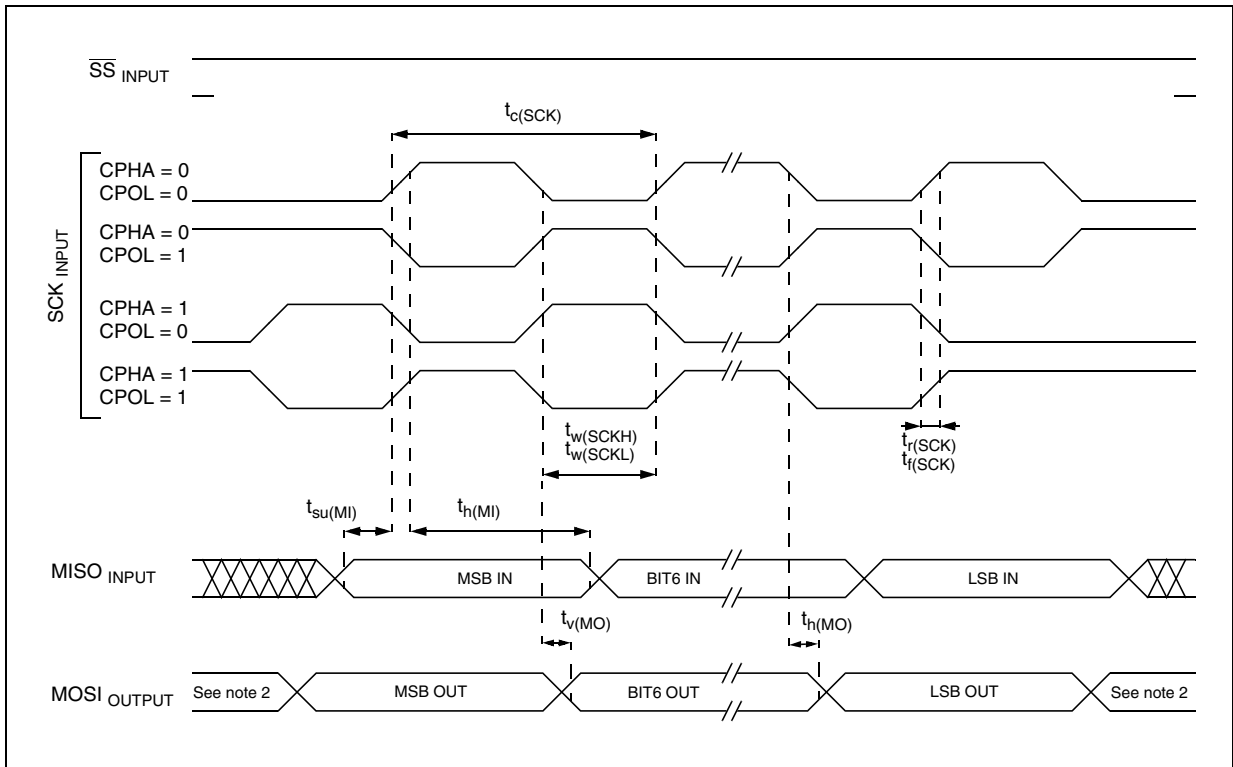 SS INPUT
tc(SCK)
SCK INPUT
CPHA = 0
CPOL = 0
CPHA = 0
CPOL = 1
CPHA = 1
CPOL = 0
CPHA = 1
CPOL = 1
tw(SCKH)
tw(SCKL)
tr(SCK)
tf(SCK)
tsu(MI)
th(MI)
MISO INPUT
MSB IN
BIT6 IN
LSB IN
tv(MO)
th(MO)
MOSI OUTPUT
See note 2
MSB OUT
BIT6 OUT
LSB OUT
See note 2